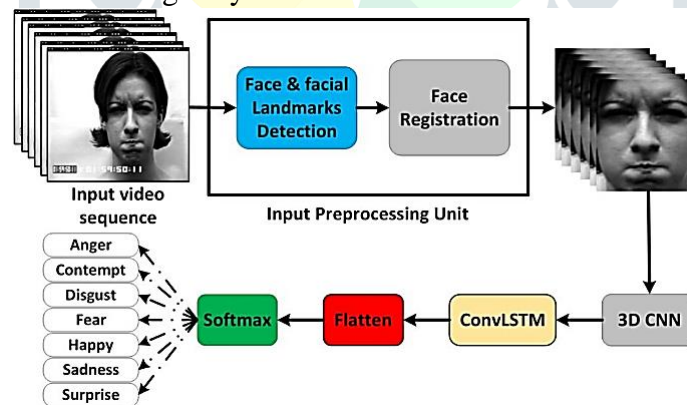 Face & facial
Landmarks
Detection
Face
Registration
Input video
sequence
Input Preprocessing Unit
Anger
Contempt
Disgust
Fear
Happy
Sadness
Surprise
Softmax
Flatten
ConvLSTM
3D CNN